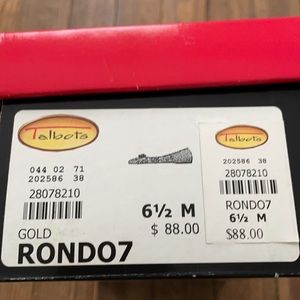 Talbots
044 02 71
202586 38
28078210
6½ M
$ 88.00
GOLD
RONDO7
Talbots
202586 38
28078210
RONDO7
6½ M
$88.00